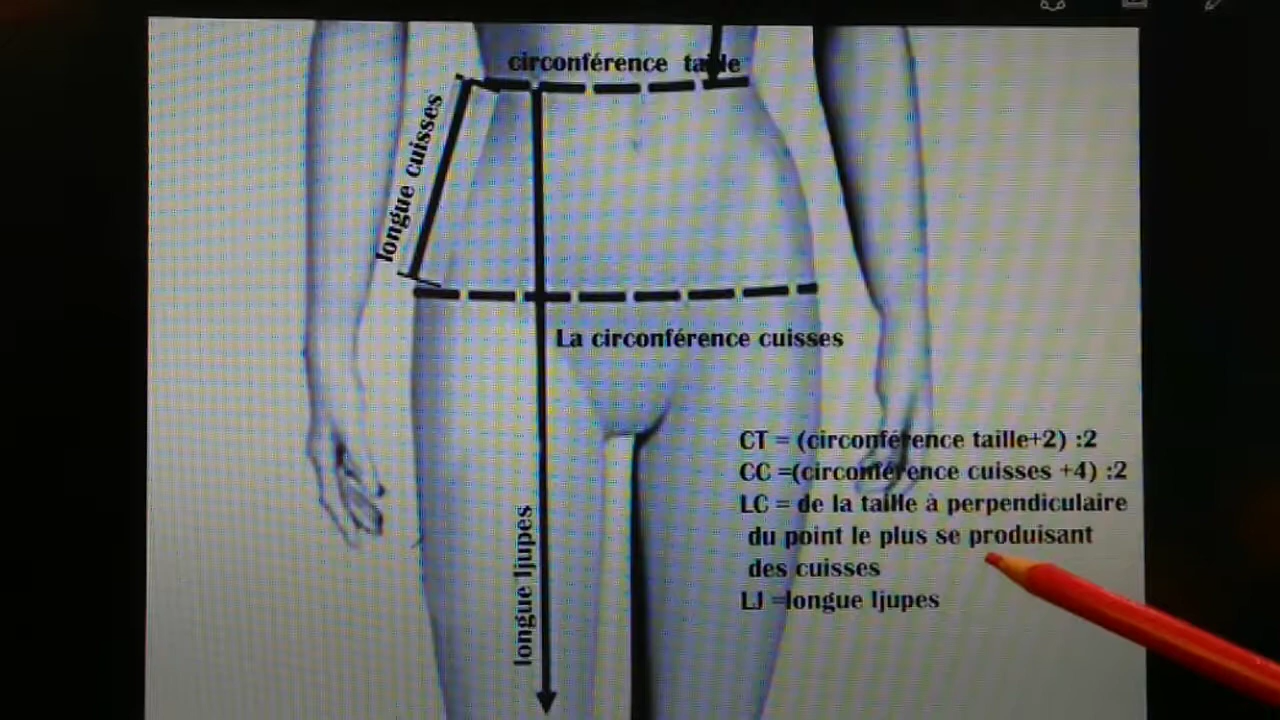 circonférence taille
longue cuisses
La circonférence cuisses
CT = (circonférence taille+2) :2
CC =(circonférence cuisses +4) :2
LC = de la taille à perpendiculaire
du point le plus se produisant
des cuisses
LJ =longue ljupes
longue ljupes